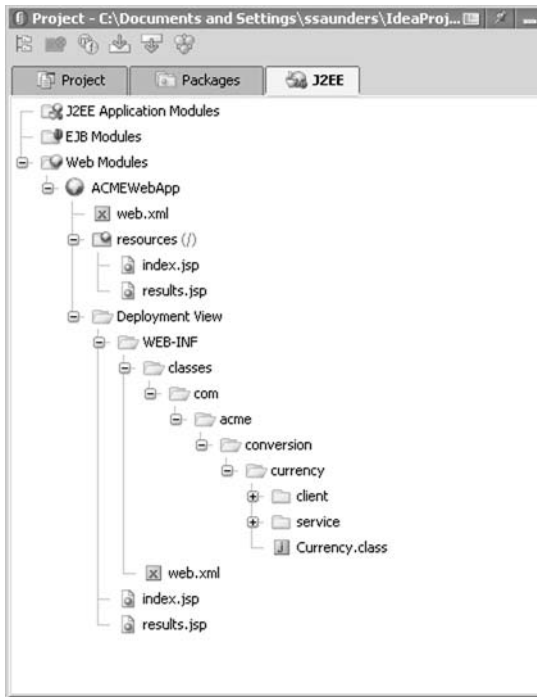 Project - C:\Documents and Settings\ssaunders\IdeaProj...
Project
Packages
J2EE
J2EE Application Modules
EJB Modules
Web Modules
ACMEWebApp
web.xml
resources (/)
index.jsp
results.jsp
Deployment View
WEB-INF
classes
com
acme
conversion
currency
client
service
Currency.class
web.xml
index.jsp
results.jsp